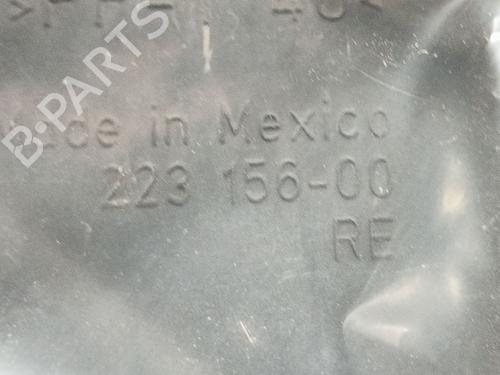 Made in Mexico
223 156-00
RE
B-PARTS